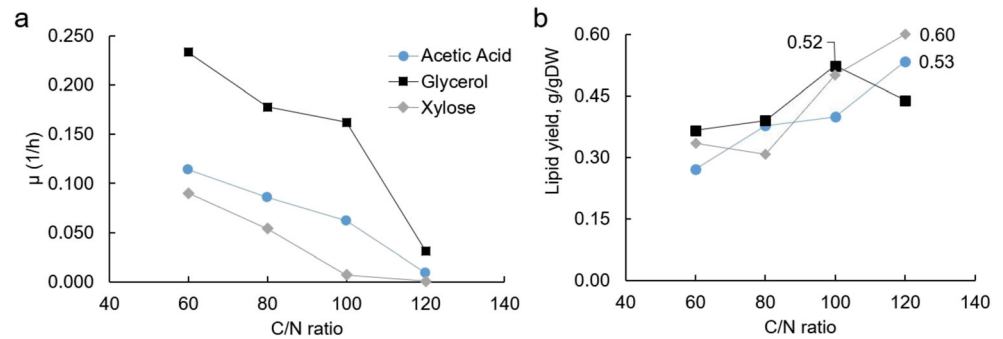 a
0.250
0.200
0.150
0.100
0.050
0.000
μ (1/h)
40 60 80 100 120 140
C/N ratio
Acetic Acid
Glycerol
Xylose
b
0.60
0.45
0.30
0.15
0.00
Lipid yield, g/gDW
0.52
0.60
0.53
40 60 80 100 120 140
C/N ratio